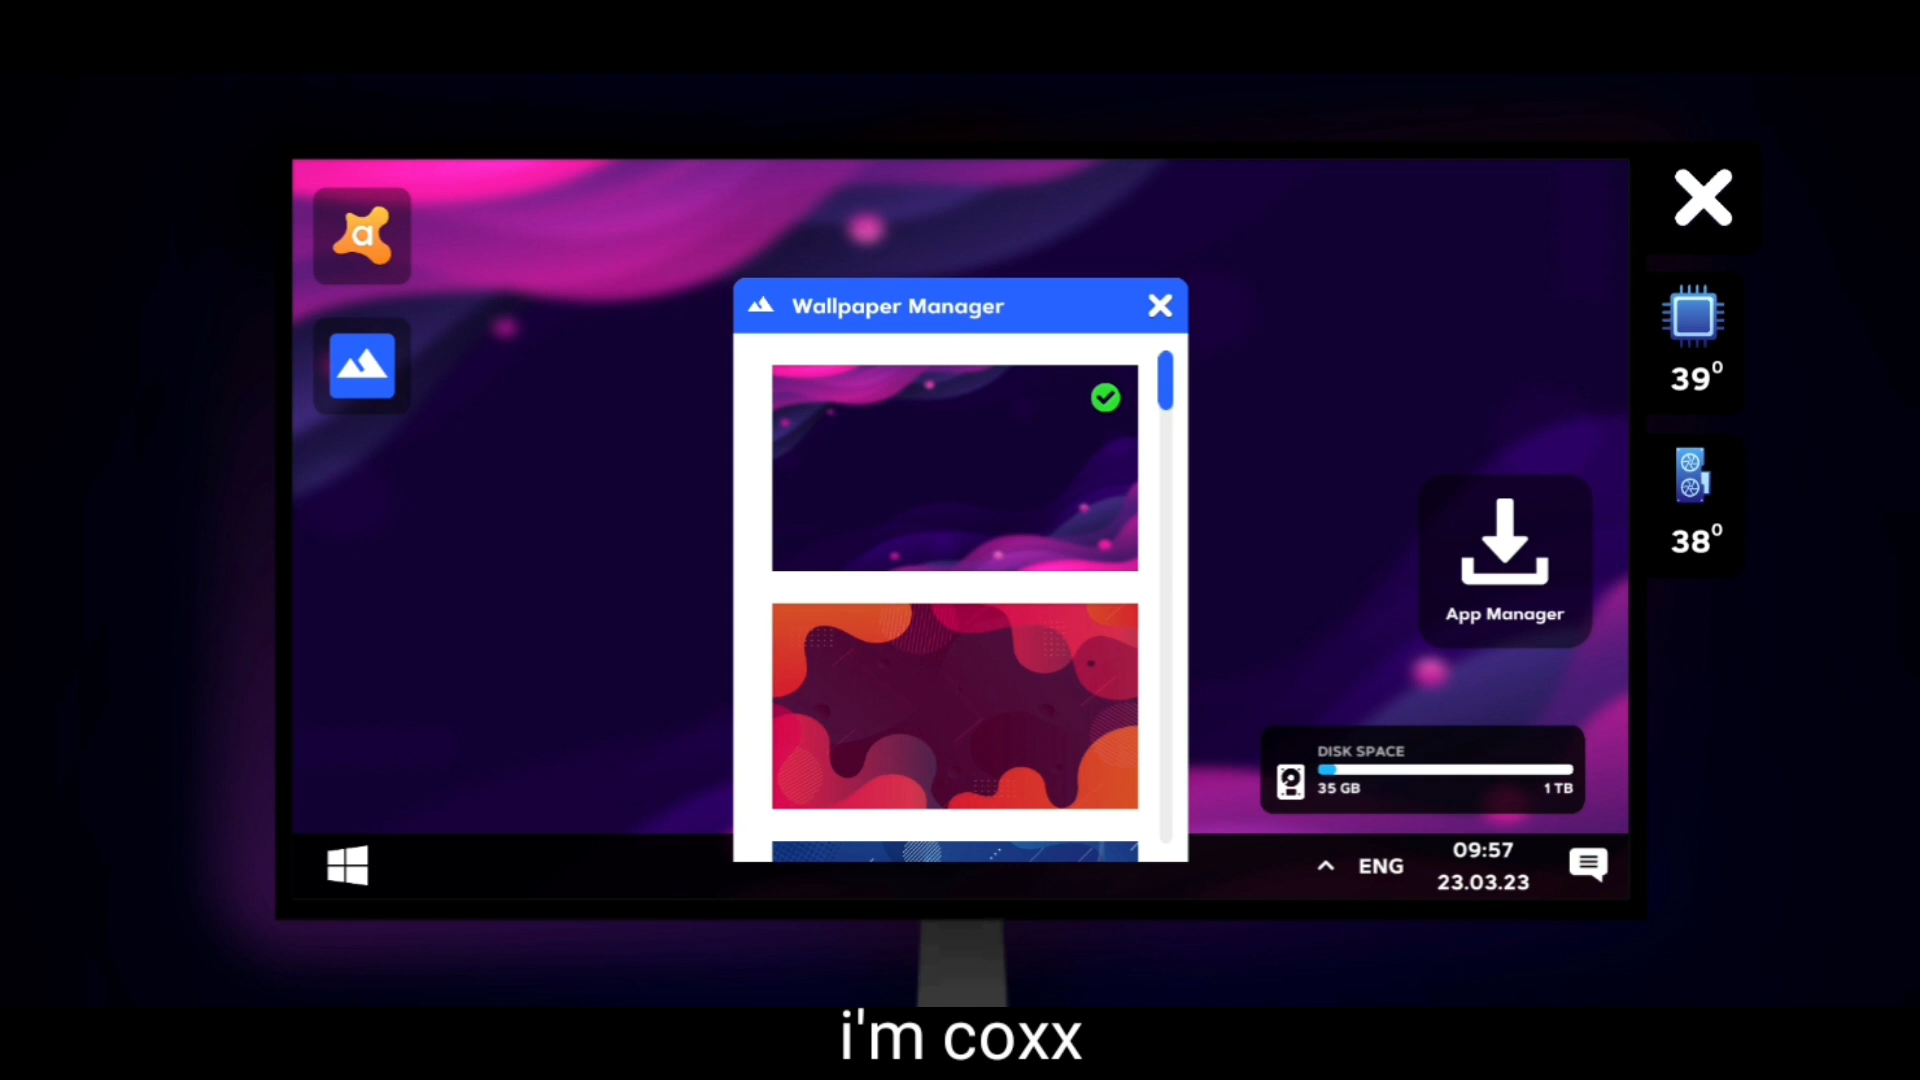 a
Wallpaper Manager
39°
38°
App Manager
DISK SPACE
35 GB
1 TB
ENG
09:57
23.03.23
i'm coxx